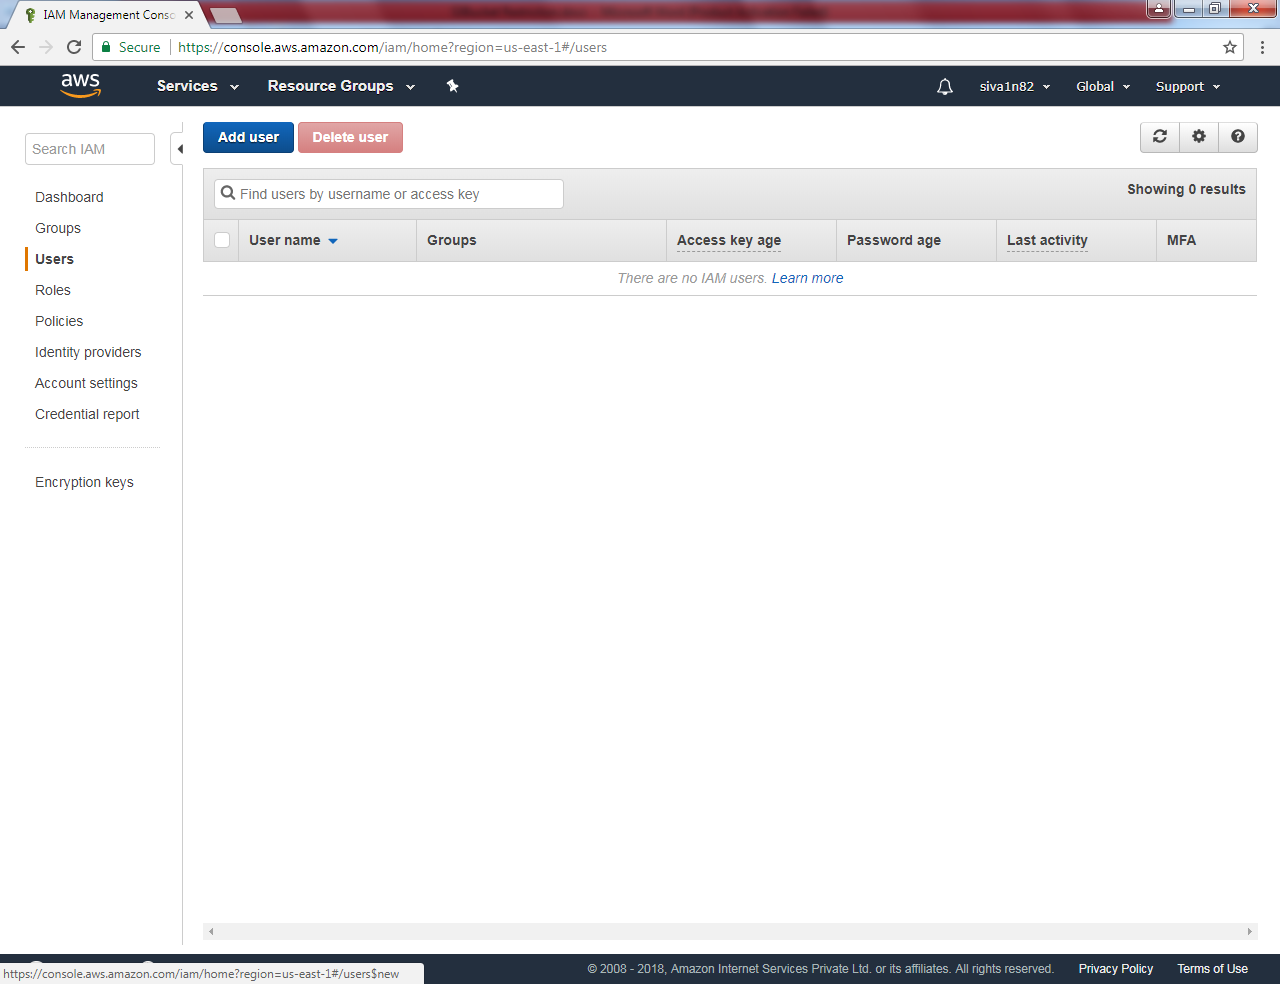 IAM Management Consc
Secure https://console.aws.amazon.com/iam/home?region=us-east-1#/users
aws Services Resource Groups siva1n82 Global Support
Search IAM
Dashboard
Groups
Users
Roles
Policies
Identity providers
Account settings
Credential report
Encryption keys
Add user Delete user
Find users by username or access key Showing 0 results
User name Groups Access key age Password age Last activity MFA
There are no IAM users. Learn more
https://console.aws.amazon.com/iam/home?region=us-east-1#/users$new
© 2008 - 2018, Amazon Internet Services Private Ltd. or its affiliates. All rights reserved. Privacy Policy Terms of Use